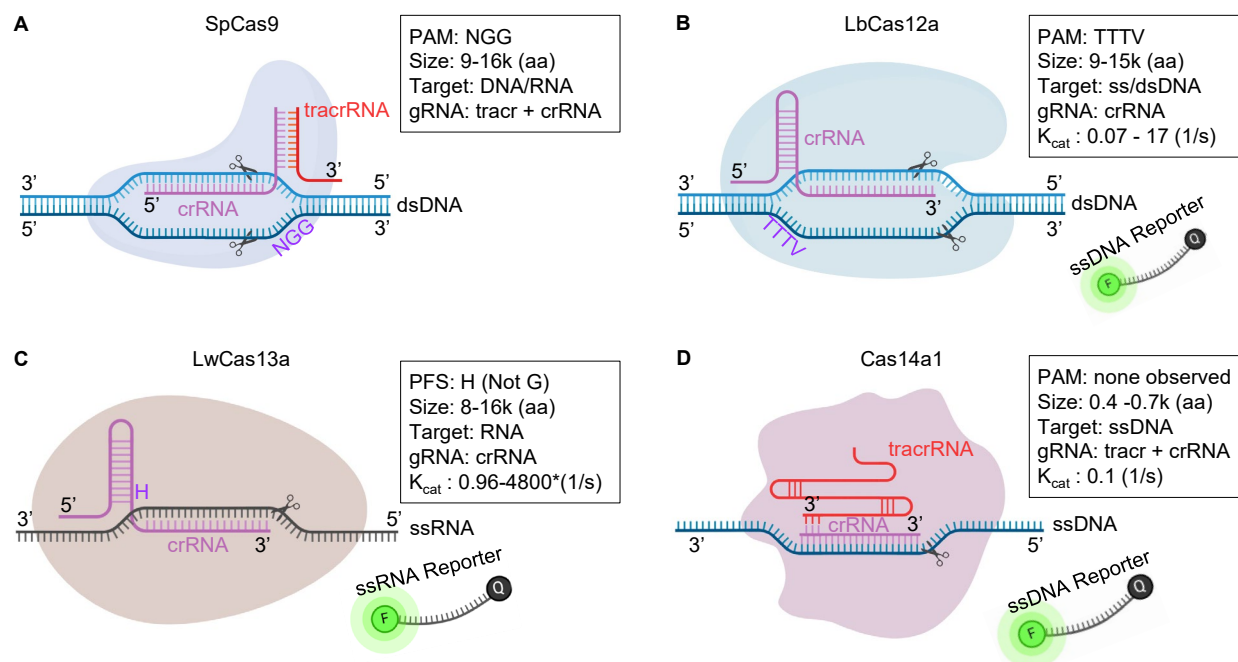 A
SpCas9
PAM: NGG
Size: 9-16k (aa)
Target: DNA/RNA
gRNA: tracr + crRNA
tracrRNA
3’
3’
5’
5’
crRNA
dsDNA
5’
NGG
3’
B
LbCas12a
PAM: TTTV
Size: 9-15k (aa)
Target: ss/dsDNA
gRNA: crRNA
Kcat : 0.07 - 17 (1/s)
crRNA
5’
3’
5’
3’
dsDNA
5’
TTTV
3’
ssDNA Reporter
F
Q
C
LwCas13a
PFS: H (Not G)
Size: 8-16k (aa)
Target: RNA
gRNA: crRNA
Kcat : 0.96-4800*(1/s)
H
5’
3’
5’
ssRNA
crRNA
3’
ssRNA Reporter
F
Q
D
Cas14a1
PAM: none observed
Size: 0.4 -0.7k (aa)
Target: ssDNA
gRNA: tracr + crRNA
Kcat : 0.1 (1/s)
tracrRNA
3’
crRNA
3’
ssDNA
3’
5’
ssDNA Reporter
F
Q